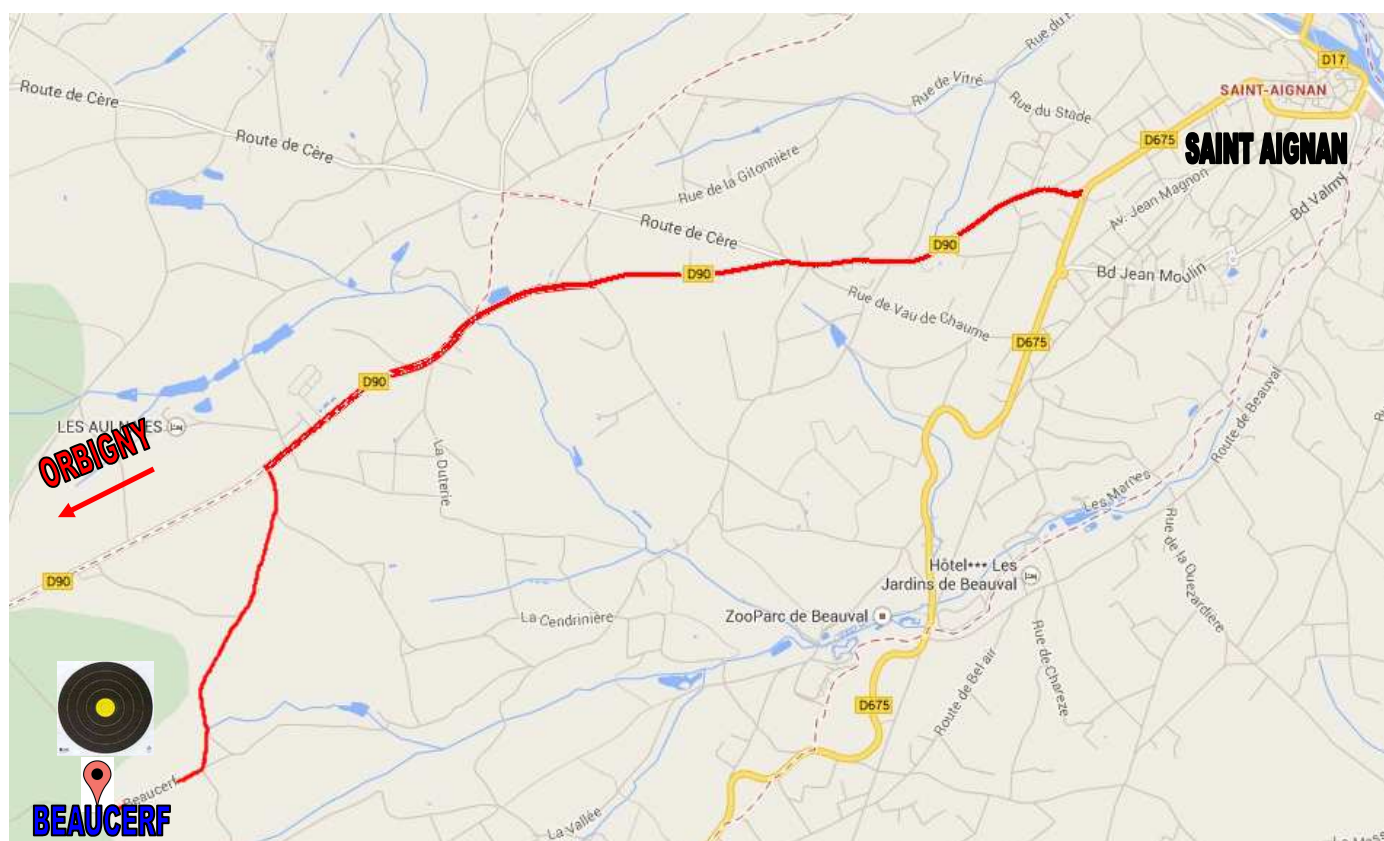 D17
Rue de Vitré
Route de Cère
SAINT-AIGNAN
Rue du Stade
Route de Cère
D675
SAINT AIGNAN
Rue de la Gitonnière
Av. Jean Magnon
Bd Valmy
Route de Cère
D90
D90
Bd Jean Moulin
Rue de Vau de Chaume
D675
D90
LES AULN ES
ORBIGNY
La Duterie
Route de Beauval
Les Marnes
Rue de la Quezardière
D90
Hôtel*** Les
Jardins de Beauval
ZooParc de Beauval
La Cendrinière
Rue de Chareze
Route de Bel air
D675
Beaucerf
BEAUCERF
La Vallée